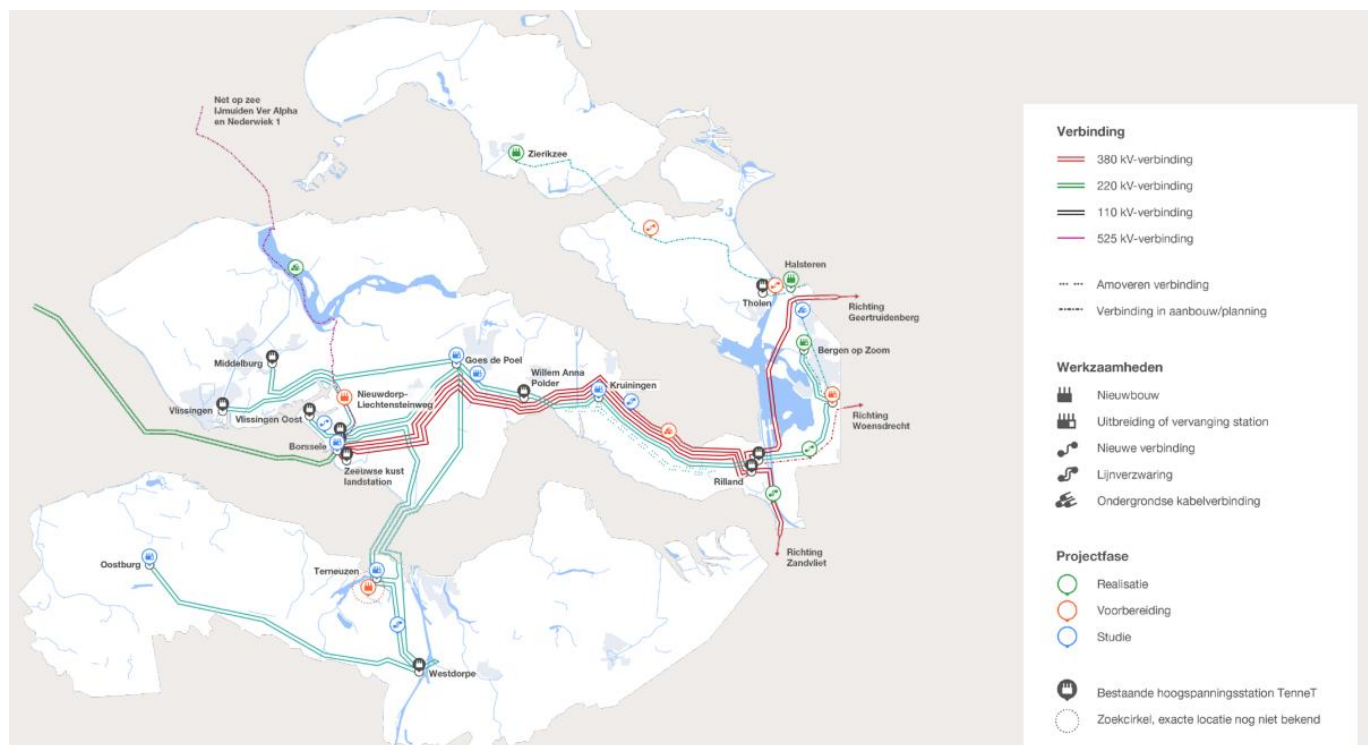 Net op zee
IJmuiden Ver Alpha
en Nederwiek 1
Zierikzee
Halsteren
Tholen
Richting
Geertruidenberg
Bergen op Zoom
Middelburg
Goes de Poel
Willem Anna
Polder
Kruiningen
Vlissingen
Nieuwdorp-
Liechtensteinweg
Vlissingen Oost
Richting
Woensdrecht
Borssele
Zeeuwse kust
landstation
Rilland
Richting
Zandvliet
Oostburg
Terneuzen
Westdorpe
Verbinding
380 kV-verbinding
220 kV-verbinding
110 kV-verbinding
525 kV-verbinding
Amoveren verbinding
Verbinding in aanbouw/planning
Werkzaamheden
Nieuwbouw
Uitbreiding of vervanging station
Nieuwe verbinding
Lijnverzwaring
Ondergrondse kabelverbinding
Projectfase
Realisatie
Voorbereiding
Studie
Bestaande hoogspanningsstation TenneT
Zoekcirkel, exacte locatie nog niet bekend